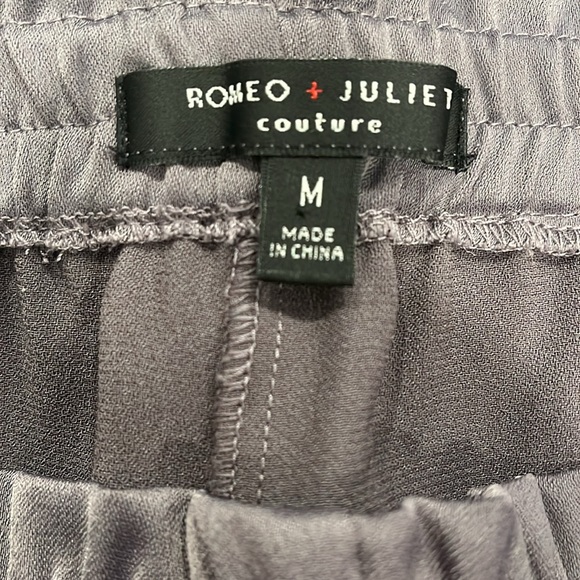 ROMEO + JULIET
couture
M
MADE
IN CHINA